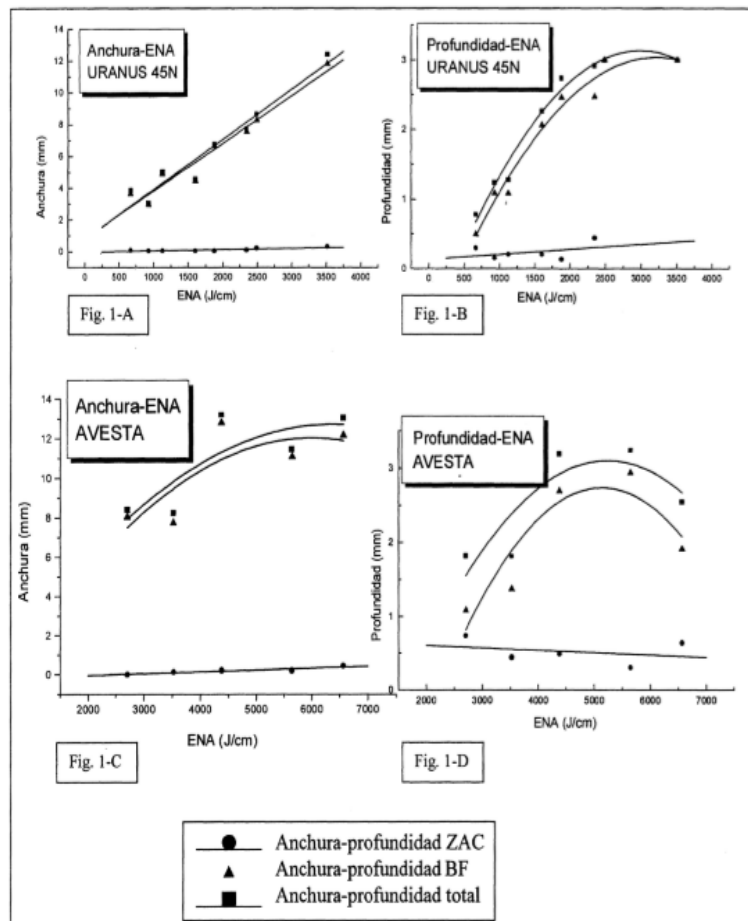 Anchura-ENA
URANUS 45N
Anchura (mm)
14
12
10
8
6
4
2
0
0 500 1000 1500 2000 2500 3000 3500 4000
ENA (J/cm)
Fig. 1-A
Profundidad-ENA
URANUS 45N
Profundidad (mm)
3
2
1
0
0 500 1000 1500 2000 2500 3000 3500 4000
ENA (J/cm)
Fig. 1-B
Anchura-ENA
AVESTA
Anchura (mm)
14
12
10
8
6
4
2
0
2000 3000 4000 5000 6000 7000
ENA (J/cm)
Fig. 1-C
Profundidad-ENA
AVESTA
Profundidad (mm)
3
2
1
0
2000 3000 4000 5000 6000 7000
ENA (J/cm)
Fig. 1-D
Anchura-profundidad ZAC
Anchura-profundidad BF
Anchura-profundidad total